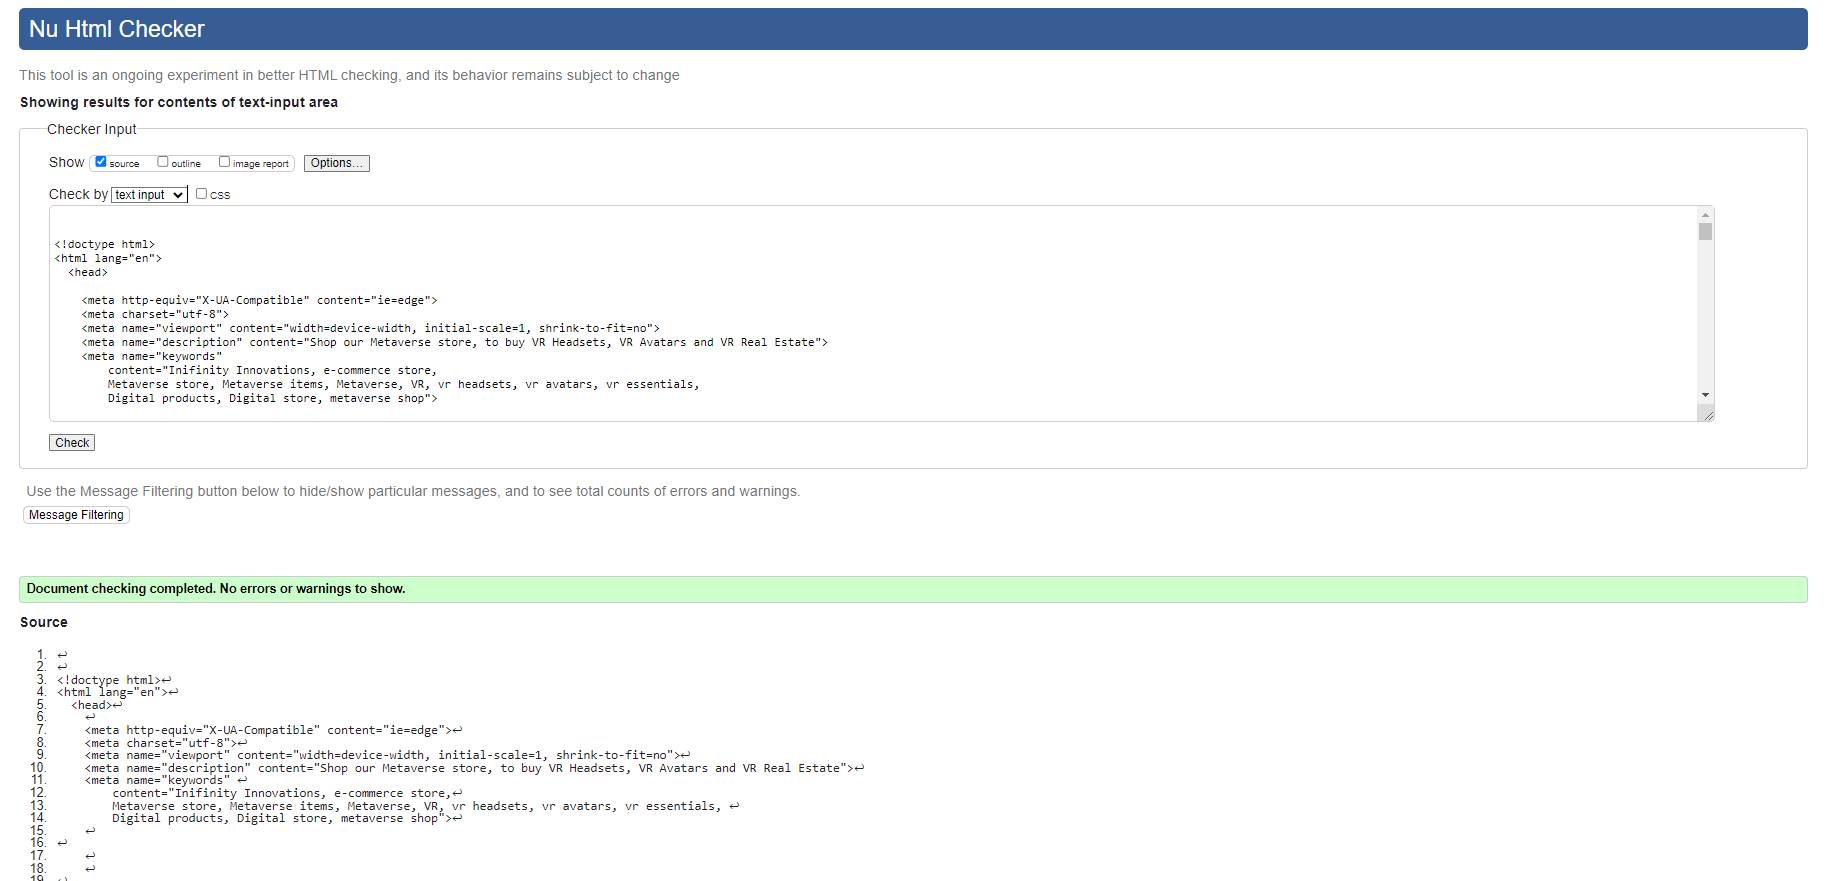 Nu Html Checker
This tool is an ongoing experiment in better HTML checking, and its behavior remains subject to change
Showing results for contents of text-input area
Checker Input
Show source outline image report Options...
Check by text input css
<!doctype html>
<html lang="en">
<head>
<meta http-equiv="X-UA-Compatible" content="ie=edge">
<meta charset="utf-8">
<meta name="viewport" content="width=device-width, initial-scale=1, shrink-to-fit=no">
<meta name="description" content="Shop our Metaverse store, to buy VR Headsets, VR Avatars and VR Real Estate">
<meta name="keywords"
content="Inifinity Innovations, e-commerce store,
Metaverse store, Metaverse items, Metaverse, VR, vr headsets, vr avatars, vr essentials,
Digital products, Digital store, metaverse shop">
Check
Use the Message Filtering button below to hide/show particular messages, and to see total counts of errors and warnings.
Message Filtering
Document checking completed. No errors or warnings to show.
Source
1. ↩
2. ↩
3. <!doctype html>↩
4. <html lang="en">↩
5. <head>↩
6. ↩
7. <meta http-equiv="X-UA-Compatible" content="ie=edge">↩
8. <meta charset="utf-8">↩
9. <meta name="viewport" content="width=device-width, initial-scale=1, shrink-to-fit=no">↩
10. <meta name="description" content="Shop our Metaverse store, to buy VR Headsets, VR Avatars and VR Real Estate">↩
11. <meta name="keywords" ↩
12. content="Inifinity Innovations, e-commerce store,↩
13. Metaverse store, Metaverse items, Metaverse, VR, vr headsets, vr avatars, vr essentials, ↩
14. Digital products, Digital store, metaverse shop">↩
15. ↩
16. ↩
17. ↩
18. ↩
19. ↩